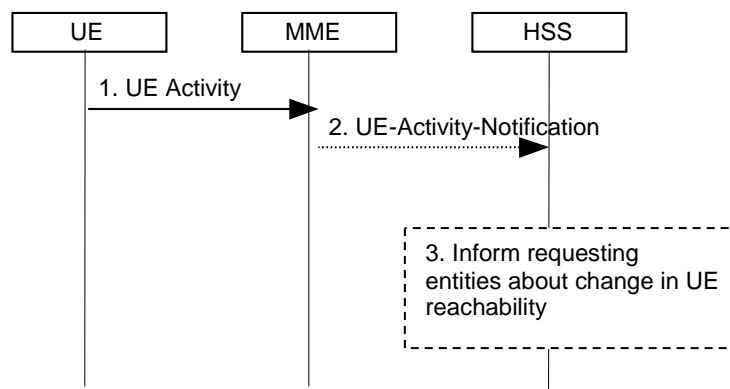 UE
MME
HSS
1. UE Activity
2. UE-Activity-Notification
3. Inform requesting
entities about change in UE
reachability